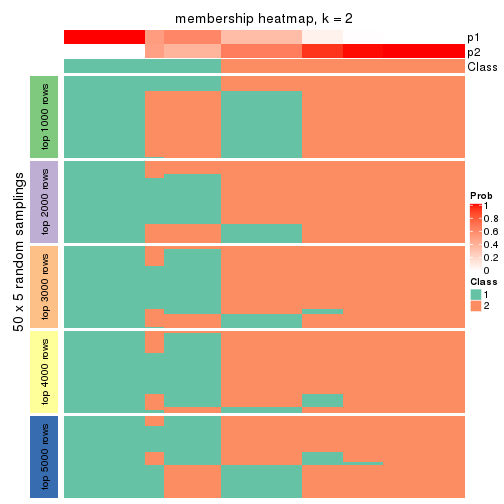 membership heatmap, k = 2
p1
p2
Class
50 x 5 random samplings
top 1000 rows
top 2000 rows
top 3000 rows
top 4000 rows
top 5000 rows
Prob
1
0.8
0.6
0.4
0.2
0
Class
1
2